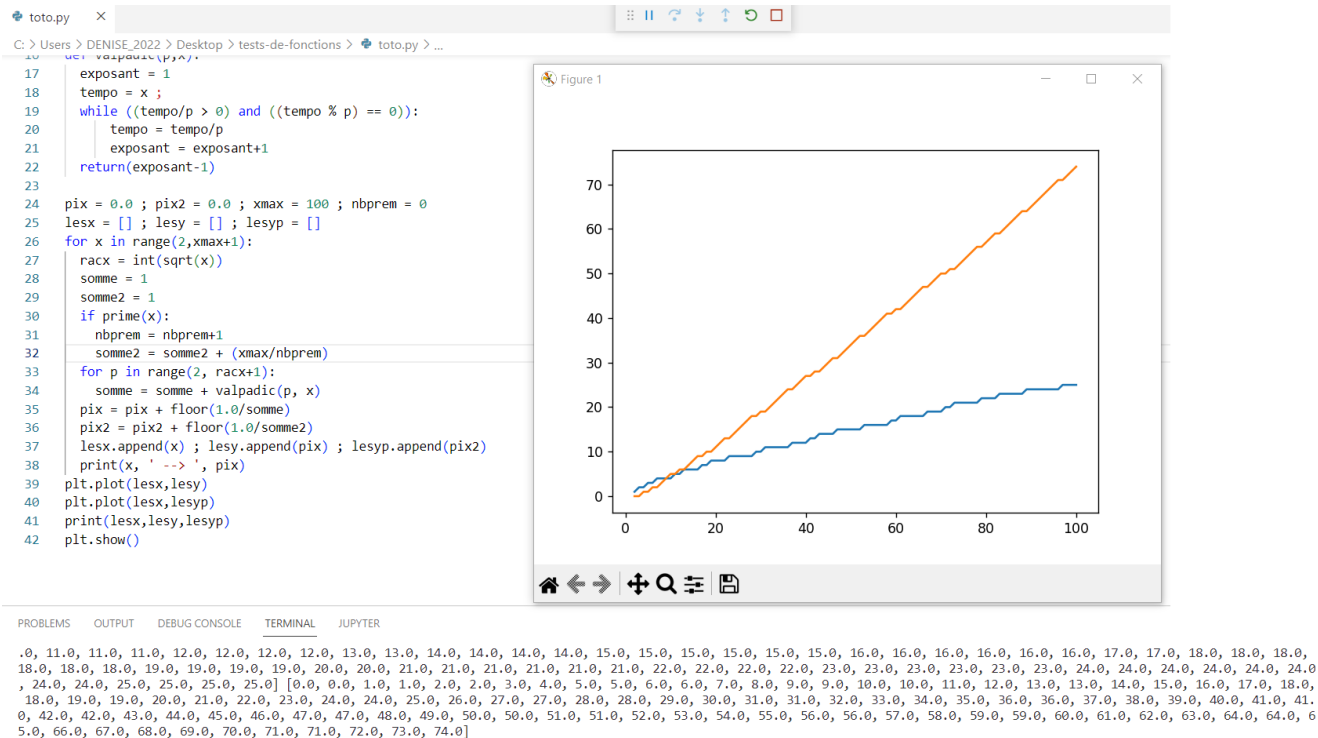 toto.py
C: > Users > DENISE_2022 > Desktop > tests-de-fonctions > toto.py > ...
16 def valpadic(p,x):
17 exposant = 1
18 tempo = x ;
19 while ((tempo/p > 0) and ((tempo % p) == 0)):
20 tempo = tempo/p
21 exposant = exposant+1
22 return(exposant-1)
23
24 pix = 0.0 ; pix2 = 0.0 ; xmax = 100 ; nbprem = 0
25 lesx = [] ; lesy = [] ; lesyp = []
26 for x in range(2,xmax+1):
27 racx = int(sqrt(x))
28 somme = 1
29 somme2 = 1
30 if prime(x):
31 nbprem = nbprem+1
32 somme2 = somme2 + (xmax/nbprem)
33 for p in range(2, racx+1):
34 somme = somme + valpadic(p, x)
35 pix = pix + floor(1.0/somme)
36 pix2 = pix2 + floor(1.0/somme2)
37 lesx.append(x) ; lesy.append(pix) ; lesyp.append(pix2)
38 print(x, ' --> ', pix)
39 plt.plot(lesx,lesy)
40 plt.plot(lesx,lesyp)
41 print(lesx,lesy,lesyp)
42 plt.show()
Figure 1
70
60
50
40
30
20
10
0
0 20 40 60 80 100
PROBLEMS OUTPUT DEBUG CONSOLE TERMINAL JUPYTER
.0, 11.0, 11.0, 11.0, 12.0, 12.0, 12.0, 12.0, 13.0, 13.0, 14.0, 14.0, 14.0, 14.0, 15.0, 15.0, 15.0, 15.0, 15.0, 15.0, 16.0, 16.0, 16.0, 16.0, 16.0, 16.0, 17.0, 17.0, 18.0, 18.0, 18.0,
18.0, 18.0, 18.0, 19.0, 19.0, 19.0, 19.0, 20.0, 20.0, 21.0, 21.0, 21.0, 21.0, 21.0, 21.0, 22.0, 22.0, 22.0, 22.0, 23.0, 23.0, 23.0, 23.0, 23.0, 23.0, 24.0, 24.0, 24.0, 24.0, 24.0, 24.0
, 24.0, 24.0, 25.0, 25.0, 25.0, 25.0] [0.0, 0.0, 1.0, 1.0, 2.0, 2.0, 3.0, 4.0, 5.0, 5.0, 6.0, 6.0, 7.0, 8.0, 9.0, 9.0, 10.0, 10.0, 11.0, 12.0, 13.0, 13.0, 14.0, 15.0, 16.0, 17.0, 18.0,
18.0, 19.0, 19.0, 20.0, 21.0, 22.0, 23.0, 24.0, 24.0, 25.0, 26.0, 27.0, 27.0, 28.0, 28.0, 29.0, 30.0, 31.0, 31.0, 32.0, 33.0, 34.0, 35.0, 36.0, 36.0, 37.0, 38.0, 39.0, 40.0, 41.0, 41.
0, 42.0, 42.0, 43.0, 44.0, 45.0, 46.0, 47.0, 47.0, 48.0, 49.0, 50.0, 50.0, 51.0, 51.0, 52.0, 53.0, 54.0, 55.0, 56.0, 56.0, 57.0, 58.0, 59.0, 59.0, 60.0, 61.0, 62.0, 63.0, 64.0, 64.0, 6
5.0, 66.0, 67.0, 68.0, 69.0, 70.0, 71.0, 71.0, 72.0, 73.0, 74.0]